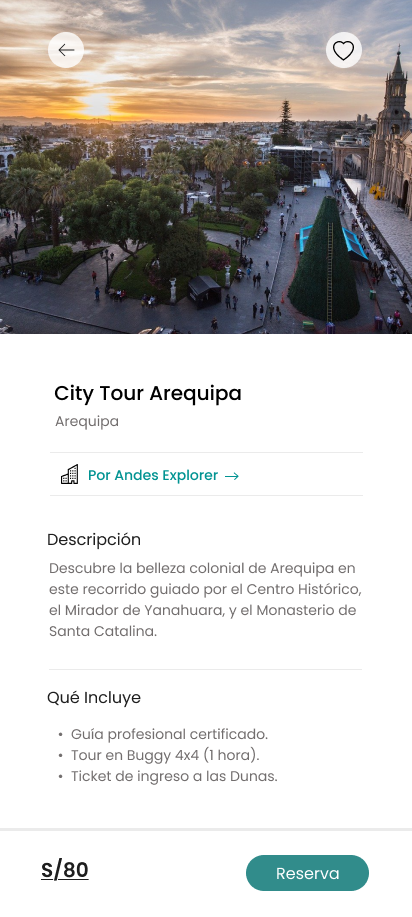 City Tour Arequipa
Arequipa
Por Andes Explorer →
Descripción
Descubre la belleza colonial de Arequipa en
este recorrido guiado por el Centro Histórico,
el Mirador de Yanahuara, y el Monasterio de
Santa Catalina.
Qué Incluye
• Guía profesional certificado.
• Tour en Buggy 4x4 (1 hora).
• Ticket de ingreso a las Dunas.
S/80
Reserva